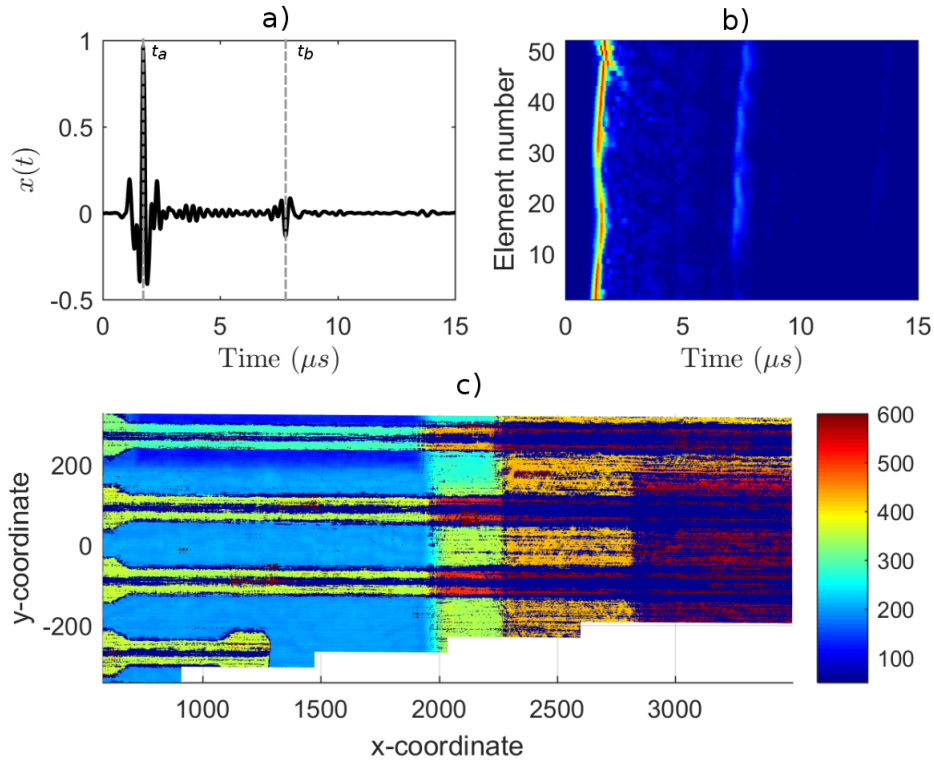 a)
t_a
t_b
1
0.5
0
-0.5
x(t)
0 5 10 15
Time (μs)
b)
50
40
30
20
10
Element number
0 5 10 15
Time (μs)
c)
200
0
-200
y-coordinate
1000 1500 2000 2500 3000
x-coordinate
600
500
400
300
200
100